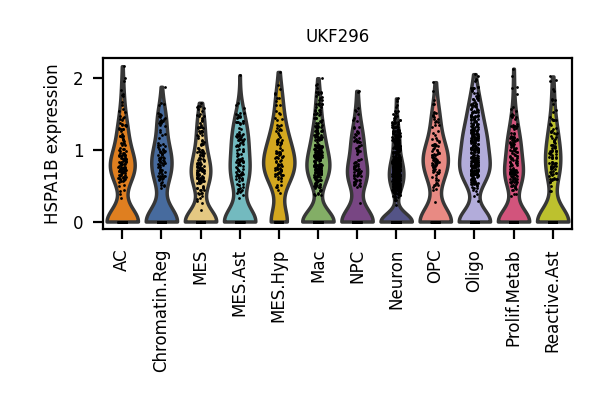 UKF296
HSPA1B expression
2
1
0
AC
Chromatin.Reg
MES
MES.Ast
MES.Hyp
Mac
NPC
Neuron
OPC
Oligo
Prolif.Metab
Reactive.Ast